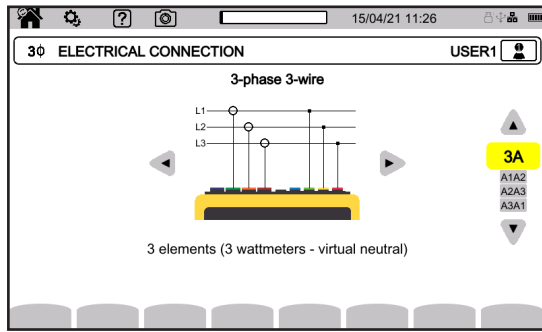 15/04/21 11:26
3φ ELECTRICAL CONNECTION USER1
3-phase 3-wire
L1
L2
L3
3A
A1A2
A2A3
A3A1
3 elements (3 wattmeters - virtual neutral)